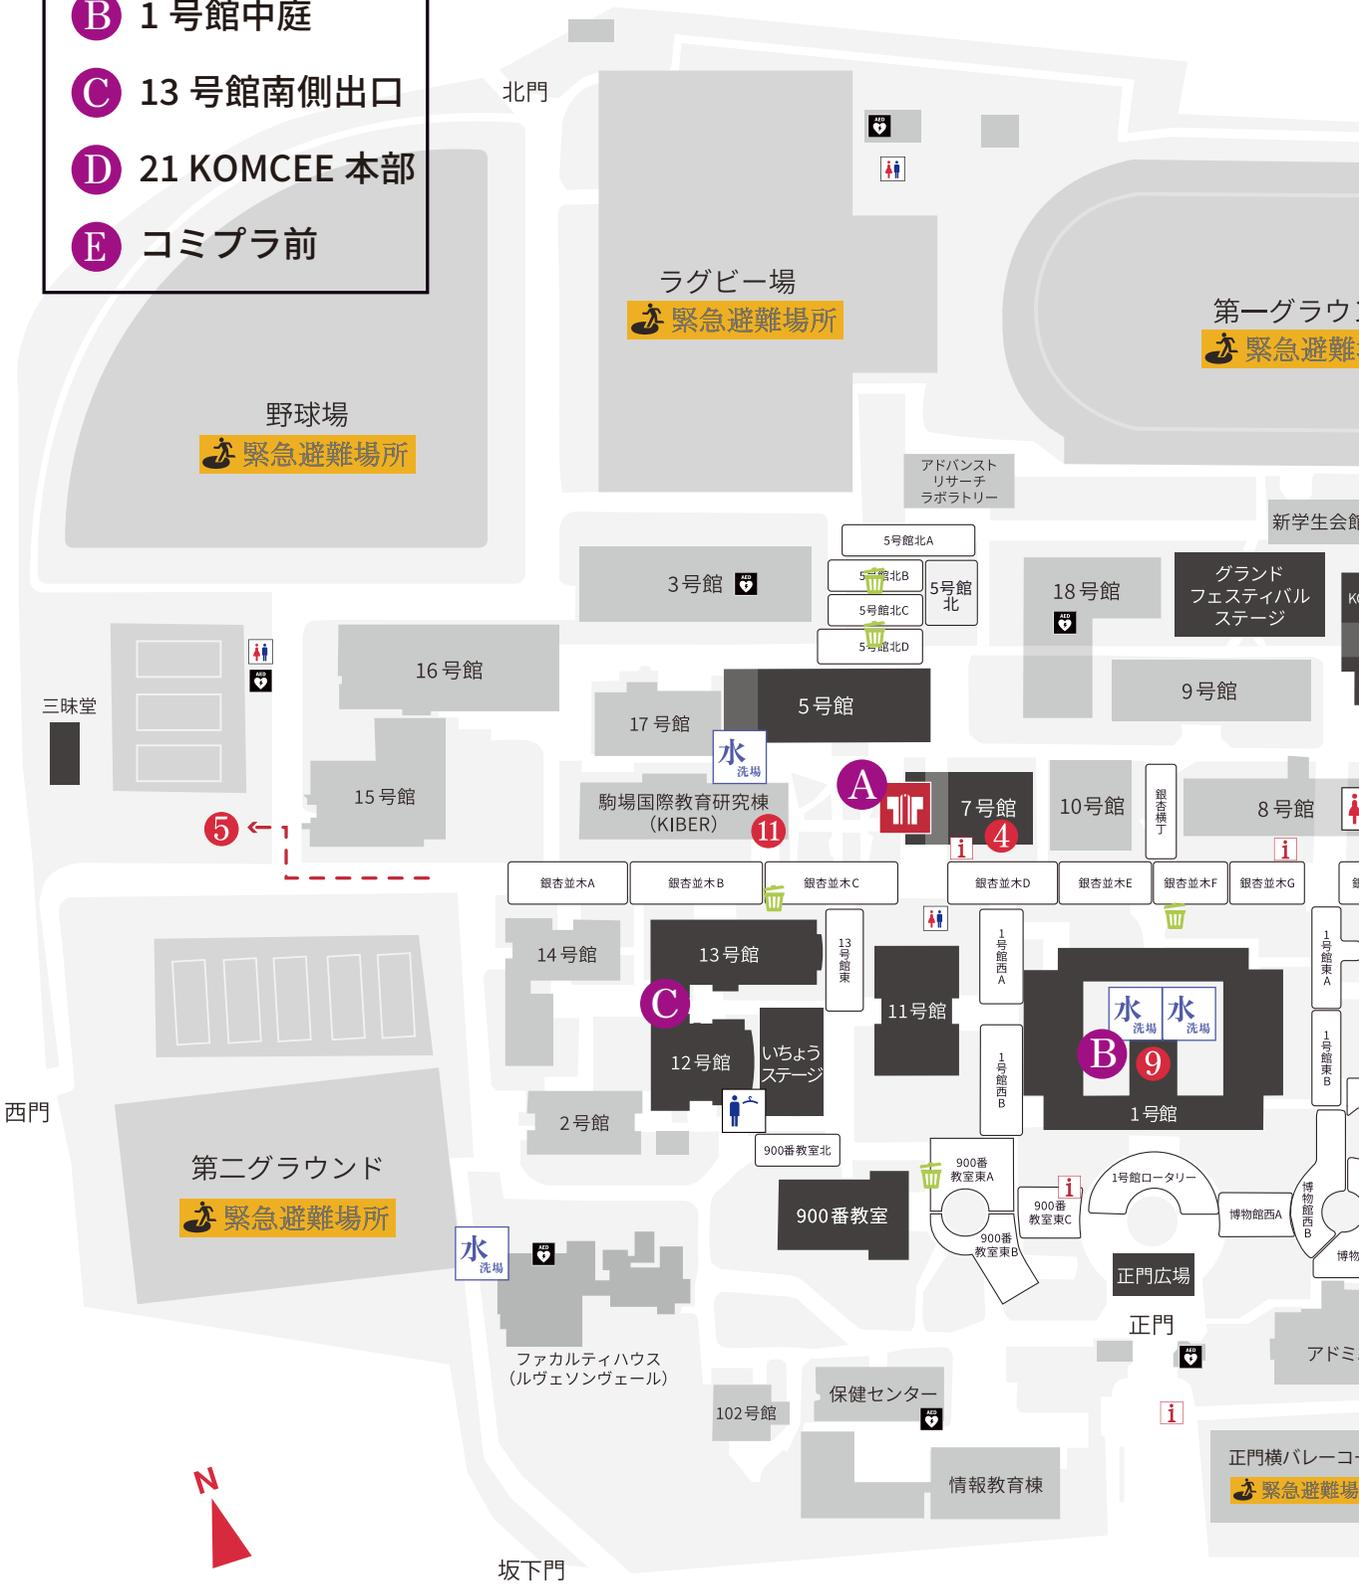 B 1 号館中庭
C 13 号館南側出口
D 21 KOMCEE 本部
E コミプラ前
北門
ラグビー場
緊急避難場所
第一グラウ
緊急避難
野球場
緊急避難場所
アドバンスト
リサーチ
ラボラトリー
新学生会館
5号館北A
5号館北B
5号館北C
5号館北D
5号館
北
3号館
AED
18号館
グランド
フェスティバル
ステージ
KO
16号館
17号館
5号館
9号館
三昧堂
水
洗場
15号館
駒場国際教育研究棟
（KIBER）
11
A
7号館
4
10号館
銀杏横丁
8号館
5
i
i
銀杏並木A
銀杏並木B
銀杏並木C
銀杏並木D
銀杏並木E
銀杏並木F
銀杏並木G
銀
14号館
13号館
13号館東
11号館
1号館西A
1号館東A
C
水
洗場
水
洗場
B
9
12号館
いちょう
ステージ
1号館西B
1号館東B
1号館
西門
2号館
900番教室北
第二グラウンド
緊急避難場所
900番
教室東A
900番教室
900番
教室東B
i
900番
教室東C
1号館ロータリー
博物館西A
博物館西B
博物
正門広場
正門
水
洗場
AED
ファカルティハウス
（ルヴェソンヴェール）
アドミ
AED
102号館
保健センター
AED
i
情報教育棟
正門横バレーコー
緊急避難場
N
坂下門